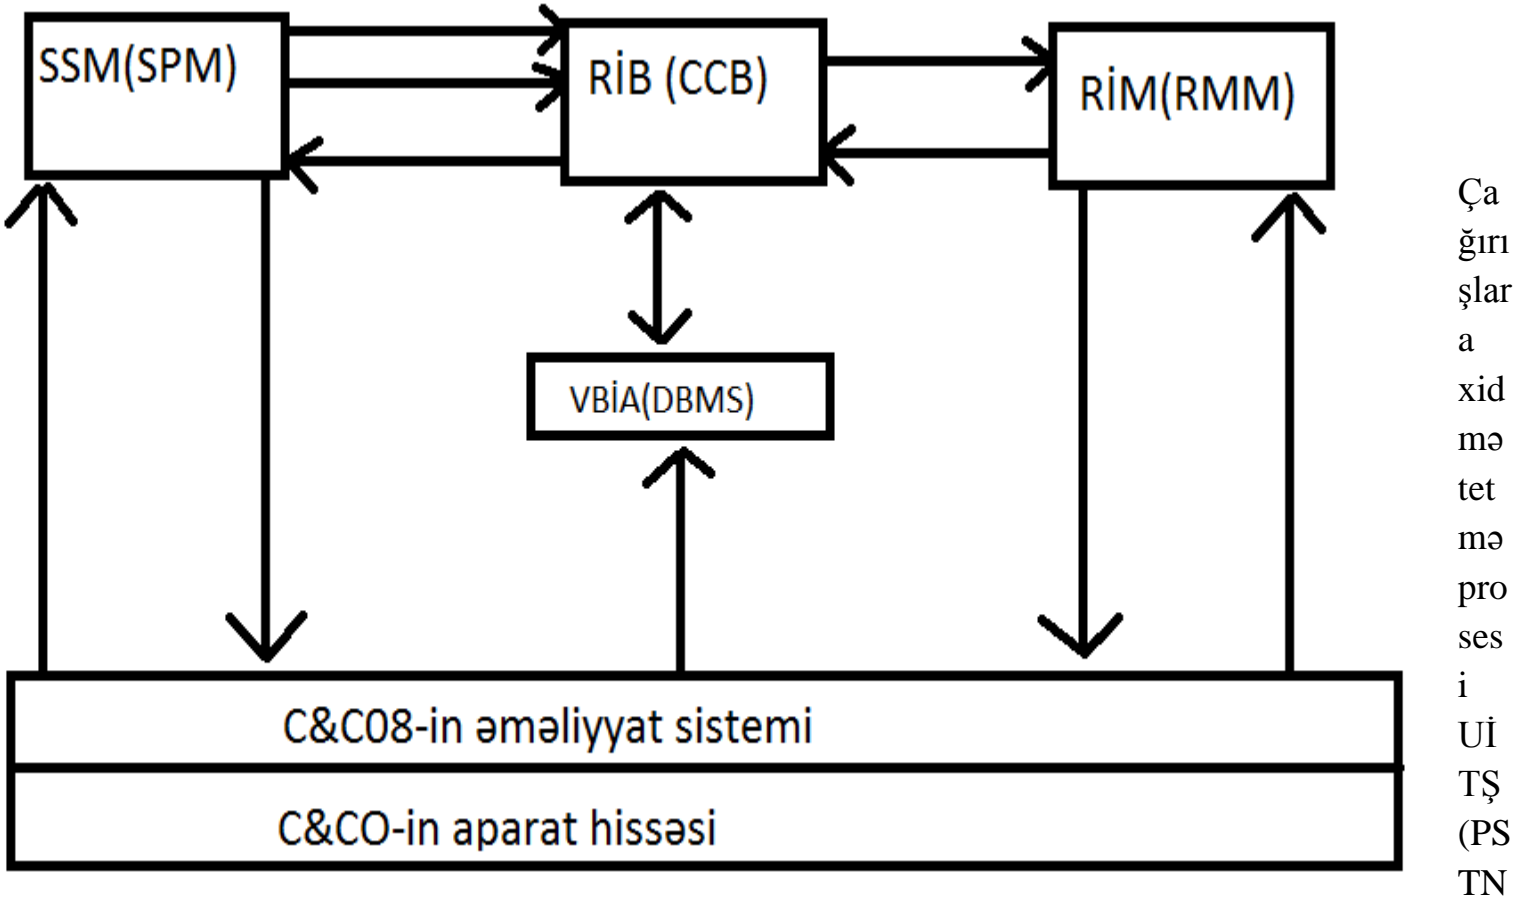 SSM(SPM)
RİB (CCB)
RİM(RMM)
VBİA(DBMS)
C&C08-in əməliyyat sistemi
C&CO-in aparat hissəsi
Ça
ğırı
şlar
a
xid
mə
tet
mə
pro
ses
i
Uİ
TŞ
(PS
TN